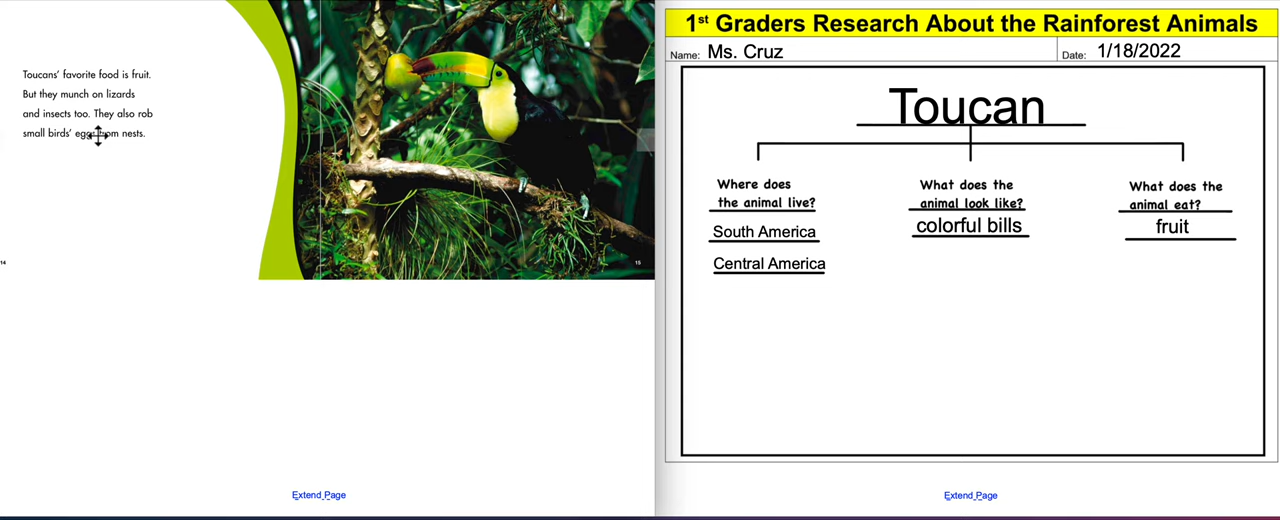 Toucans' favorite food is fruit.
But they munch on lizards
and insects too. They also rob
small birds' eggs from nests.
14
15
Extend Page
1st Graders Research About the Rainforest Animals
Name: Ms. Cruz
Date: 1/18/2022
Toucan
Where does
the animal live?
South America
Central America
What does the
animal look like?
colorful bills
What does the
animal eat?
fruit
Extend Page